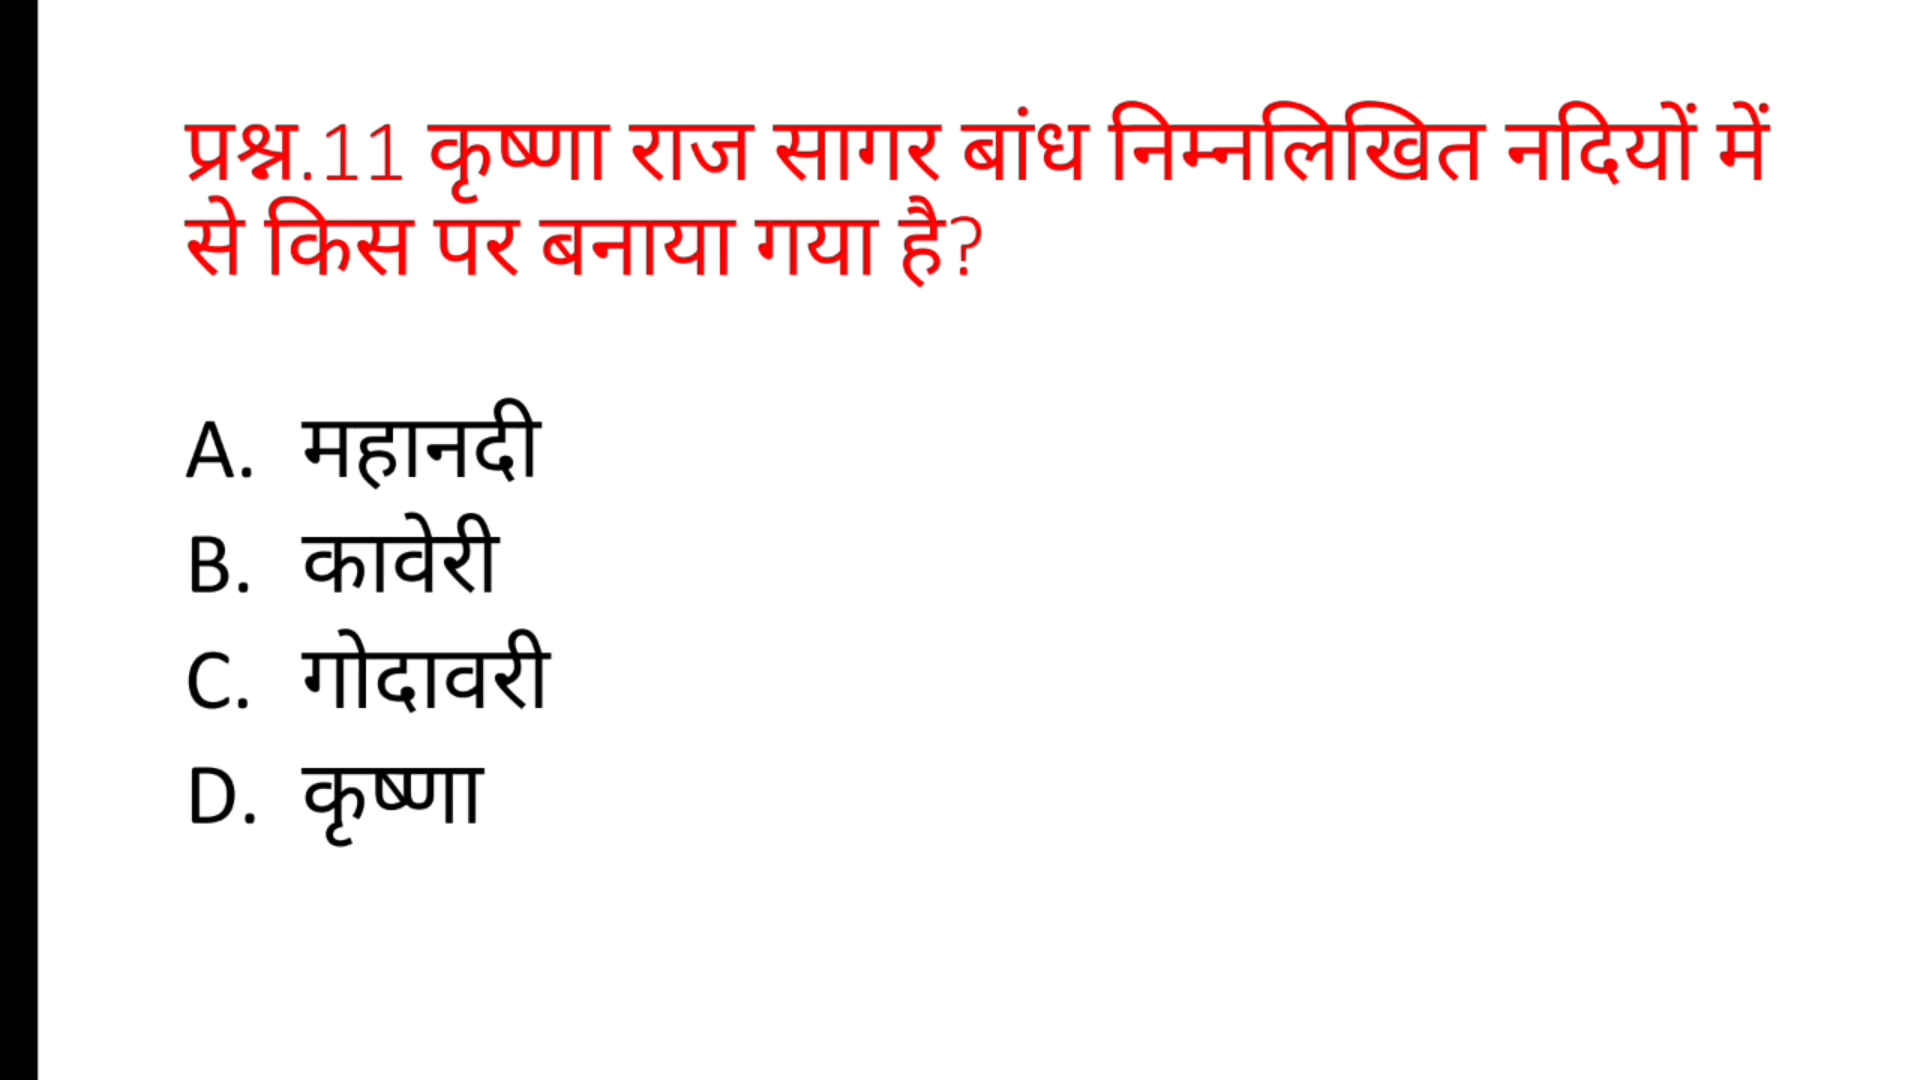 प्रश्न.11 कृष्णा राज सागर बांध निम्नलिखित नदियों में
से किस पर बनाया गया है?
A. महानदी
B. कावेरी
C. गोदावरी
D. कृष्णा